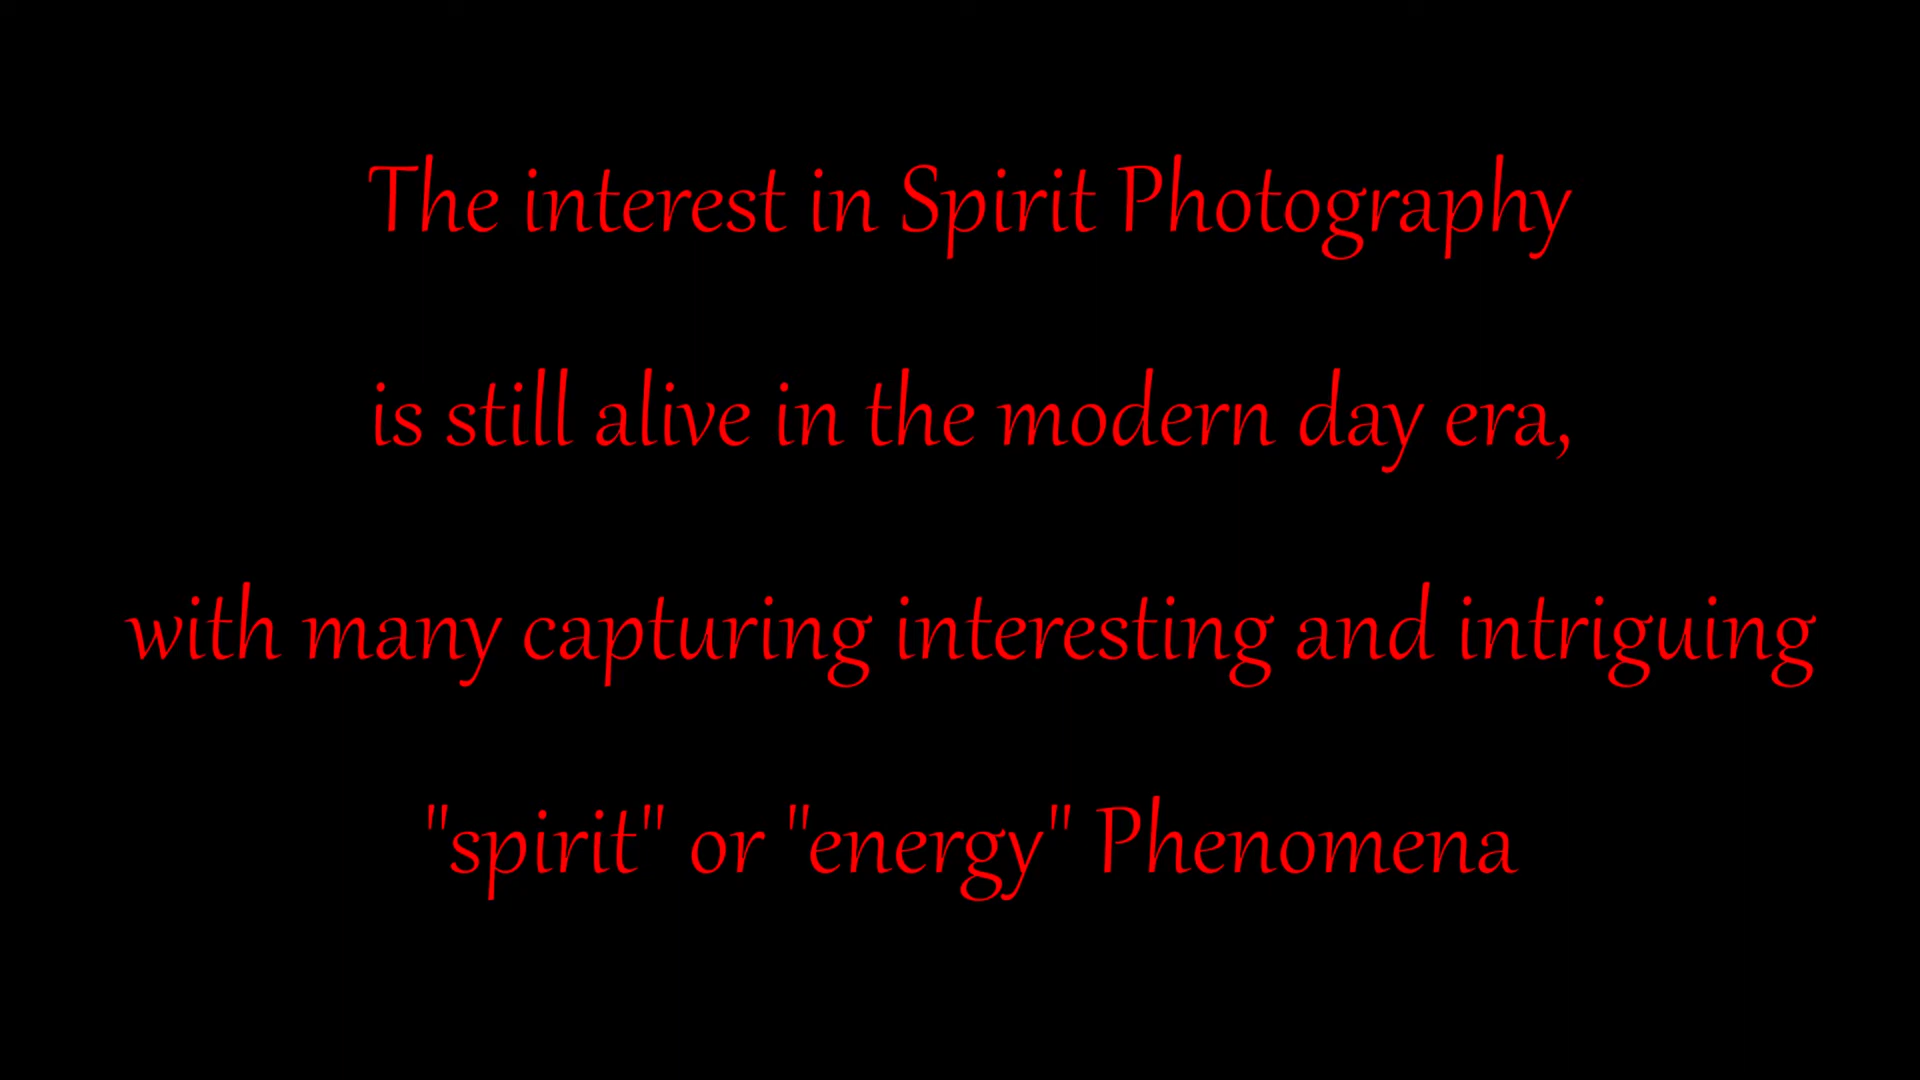 The interest in Spirit Photography
is still alive in the modern day era,
with many capturing interesting and intriguing
"spirit" or "energy" Phenomena